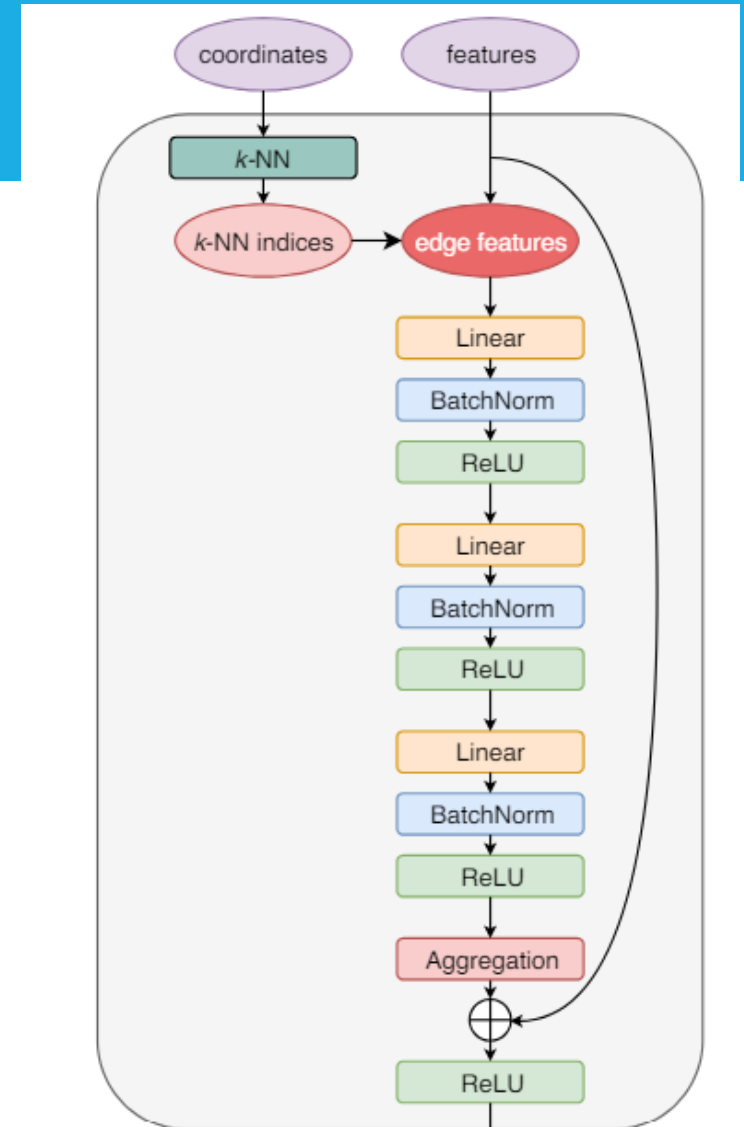 coordinates
features
k-NN
k-NN indices
edge features
Linear
BatchNorm
ReLU
Linear
BatchNorm
ReLU
Linear
BatchNorm
ReLU
Aggregation
ReLU